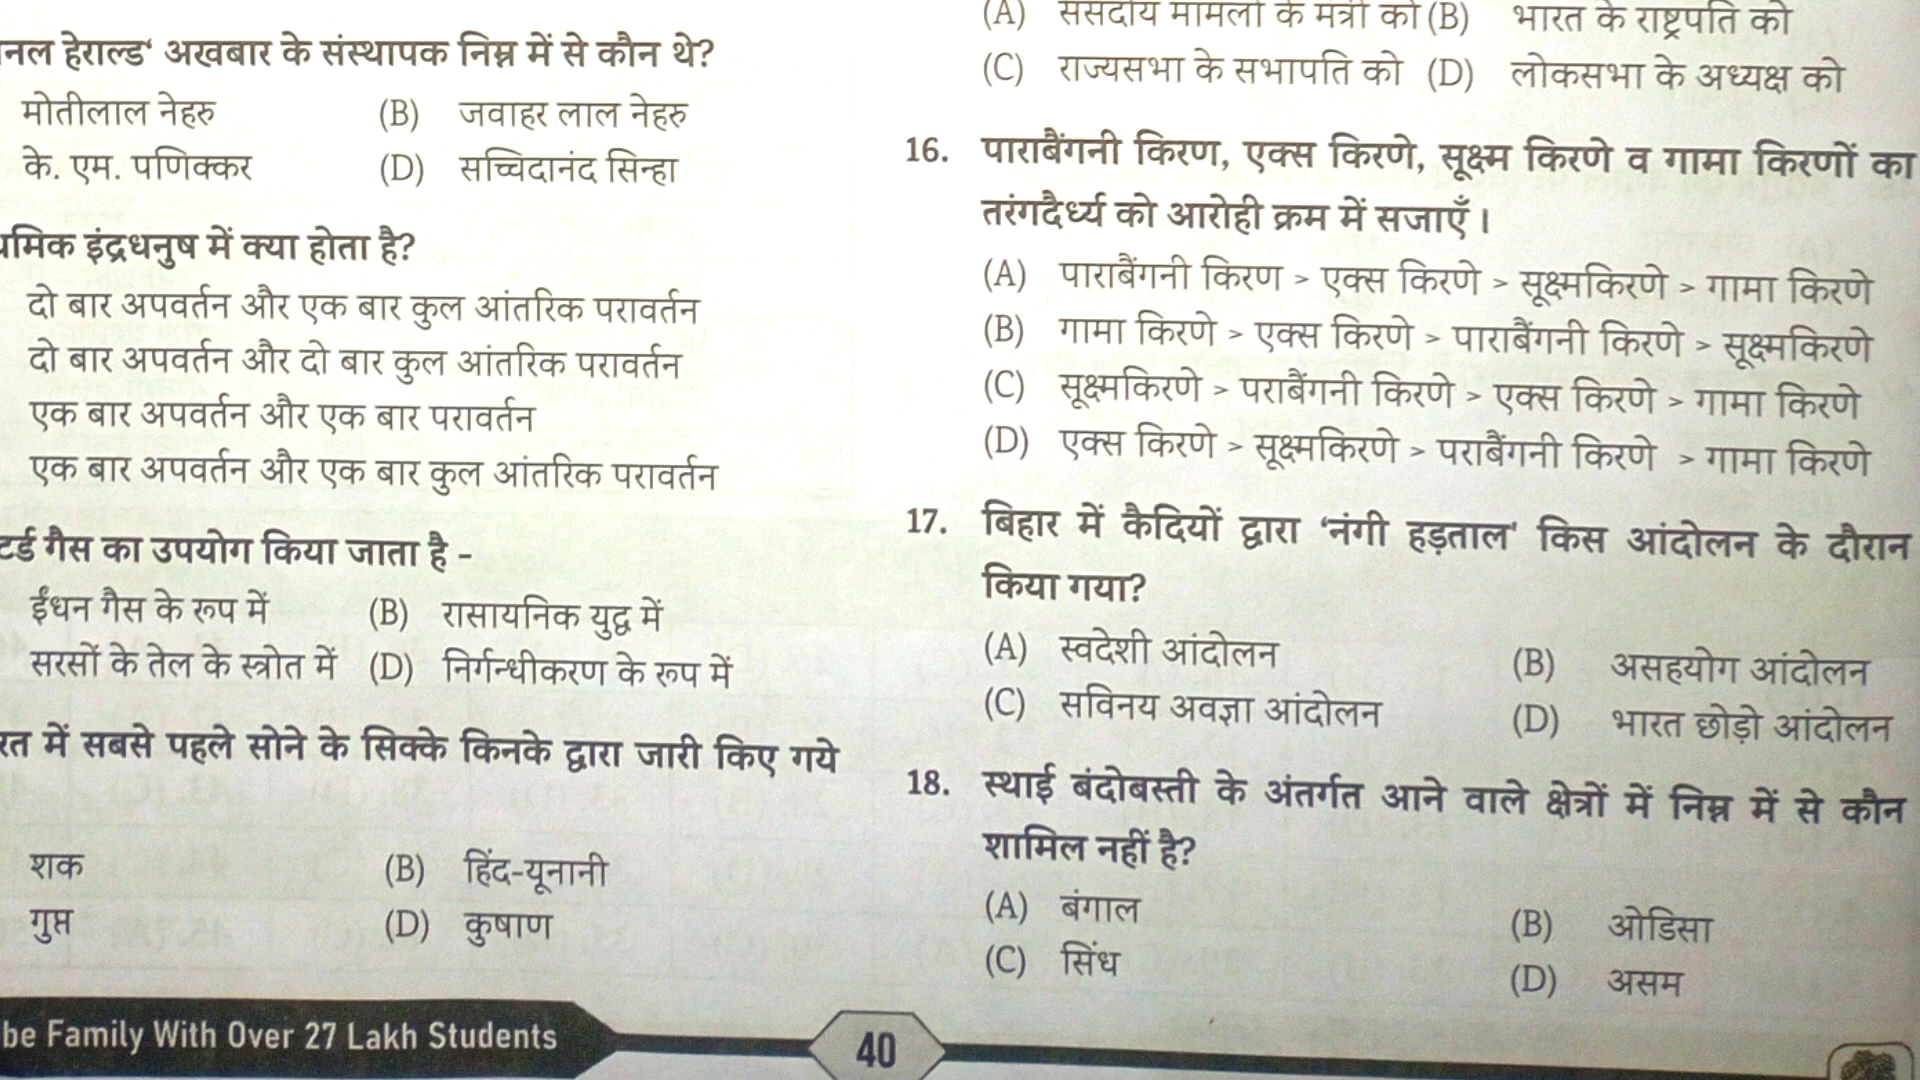 हेराल्ड' अखबार के संस्थापक निम्न में से कौन थे?
मोतीलाल नेहरु (B) जवाहर लाल नेहरु
के. एम. पणिक्कर (D) सच्चिदानंद सिन्हा
इंद्रधनुष में क्या होता है?
दो बार अपवर्तन और एक बार कुल आंतरिक परावर्तन
दो बार अपवर्तन और दो बार कुल आंतरिक परावर्तन
एक बार अपवर्तन और एक बार परावर्तन
एक बार अपवर्तन और एक बार कुल आंतरिक परावर्तन
गैस का उपयोग किया जाता है -
ईंधन गैस के रूप में (B) रासायनिक युद्ध में
सरसों के तेल के स्त्रोत में (D) निर्गन्धीकरण के रूप में
में सबसे पहले सोने के सिक्के किनके द्वारा जारी किए गये
शक (B) हिंद-यूनानी
गुप्त (D) कुषाण
(A) संसदीय मामलों के मंत्री को (B) भारत के राष्ट्रपति को
(C) राज्यसभा के सभापति को (D) लोकसभा के अध्यक्ष को
16. पाराबैंगनी किरण, एक्स किरणे, सूक्ष्म किरणे व गामा किरणों का
तरंगदैर्ध्य को आरोही क्रम में सजाएँ।
(A) पाराबैंगनी किरण > एक्स किरणे > सूक्ष्मकिरणे > गामा किरणे
(B) गामा किरणे > एक्स किरणे > पाराबैंगनी किरणे > सूक्ष्मकिरणे
(C) सूक्ष्मकिरणे > पराबैंगनी किरणे > एक्स किरणे > गामा किरणे
(D) एक्स किरणे > सूक्ष्मकिरणे > पराबैंगनी किरणे > गामा किरणे
17. बिहार में कैदियों द्वारा 'नंगी हड़ताल' किस आंदोलन के दौरान
किया गया?
(A) स्वदेशी आंदोलन (B) असहयोग आंदोलन
(C) सविनय अवज्ञा आंदोलन (D) भारत छोड़ो आंदोलन
18. स्थाई बंदोबस्ती के अंतर्गत आने वाले क्षेत्रों में निम्न में से कौन
शामिल नहीं है?
(A) बंगाल (B) ओडिसा
(C) सिंध (D) असम
be Family With Over 27 Lakh Students
40